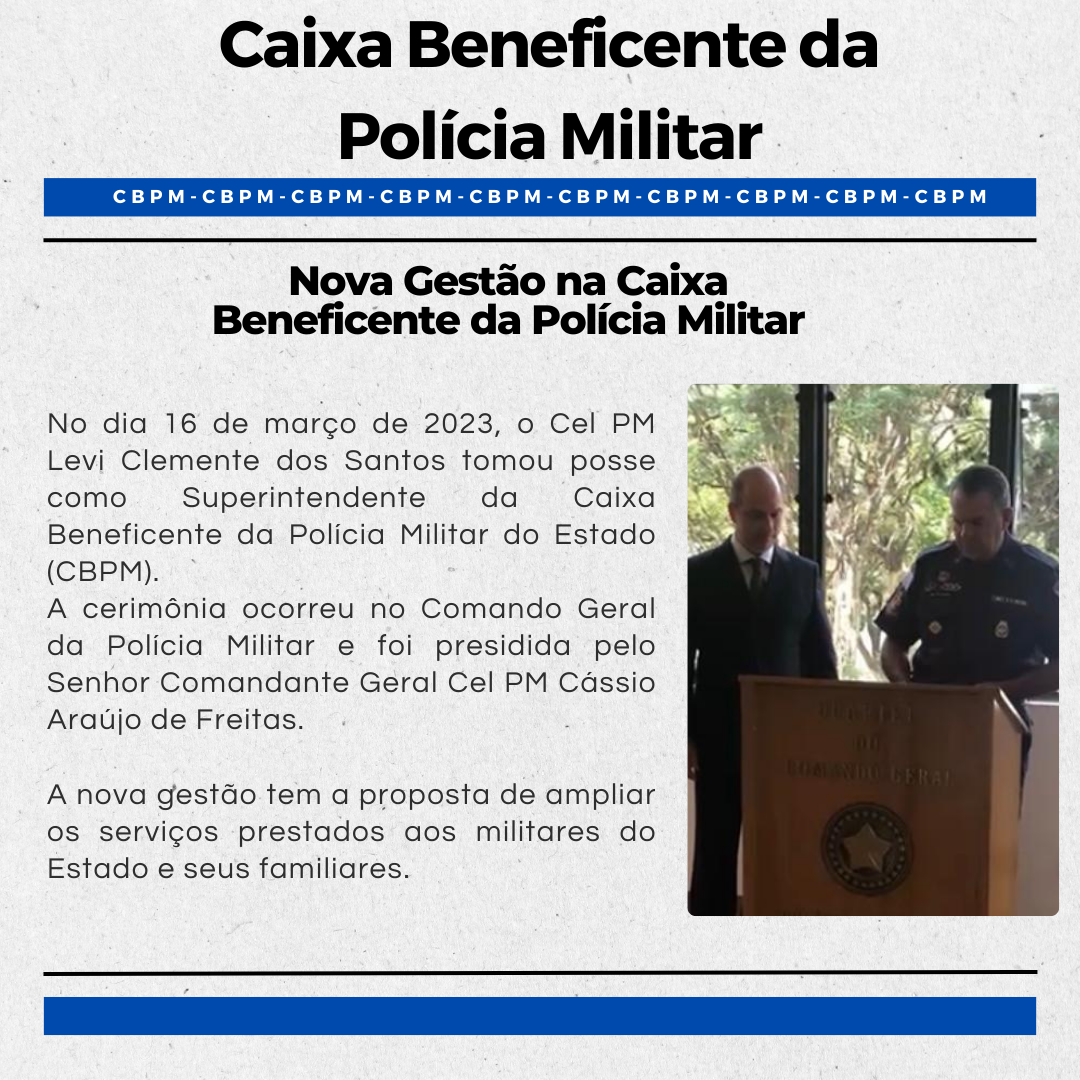 Caixa Beneficente da
Polícia Militar
CBPM-CBPM-CBPM-CBPM-CBPM-CBPM-CBPM-CBPM-CBPM-CBPM
Nova Gestão na Caixa
Beneficente da Polícia Militar
No dia 16 de março de 2023, o Cel PM
Levi Clemente dos Santos tomou posse
como Superintendente da Caixa
Beneficente da Polícia Militar do Estado
(CBPM).
A cerimônia ocorreu no Comando Geral
da Polícia Militar e foi presidida pelo
Senhor Comandante Geral Cel PM Cássio
Araújo de Freitas.
A nova gestão tem a proposta de ampliar
os serviços prestados aos militares do
Estado e seus familiares.
COMANDO GERAL